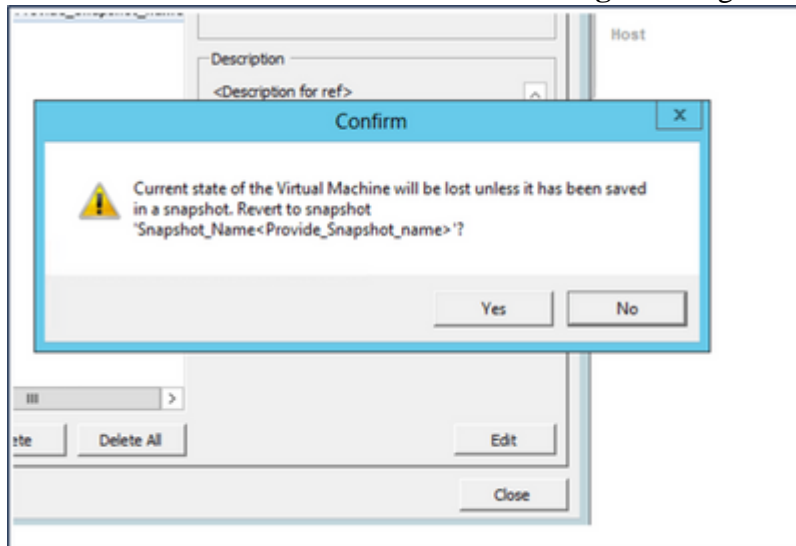 Host
Description
<Description for ref>
Confirm
x
Current state of the Virtual Machine will be lost unless it has been saved
in a snapshot. Revert to snapshot
'Snapshot_Name<Provide_Snapshot_name>'?
Yes No
Delete All Edit
Close